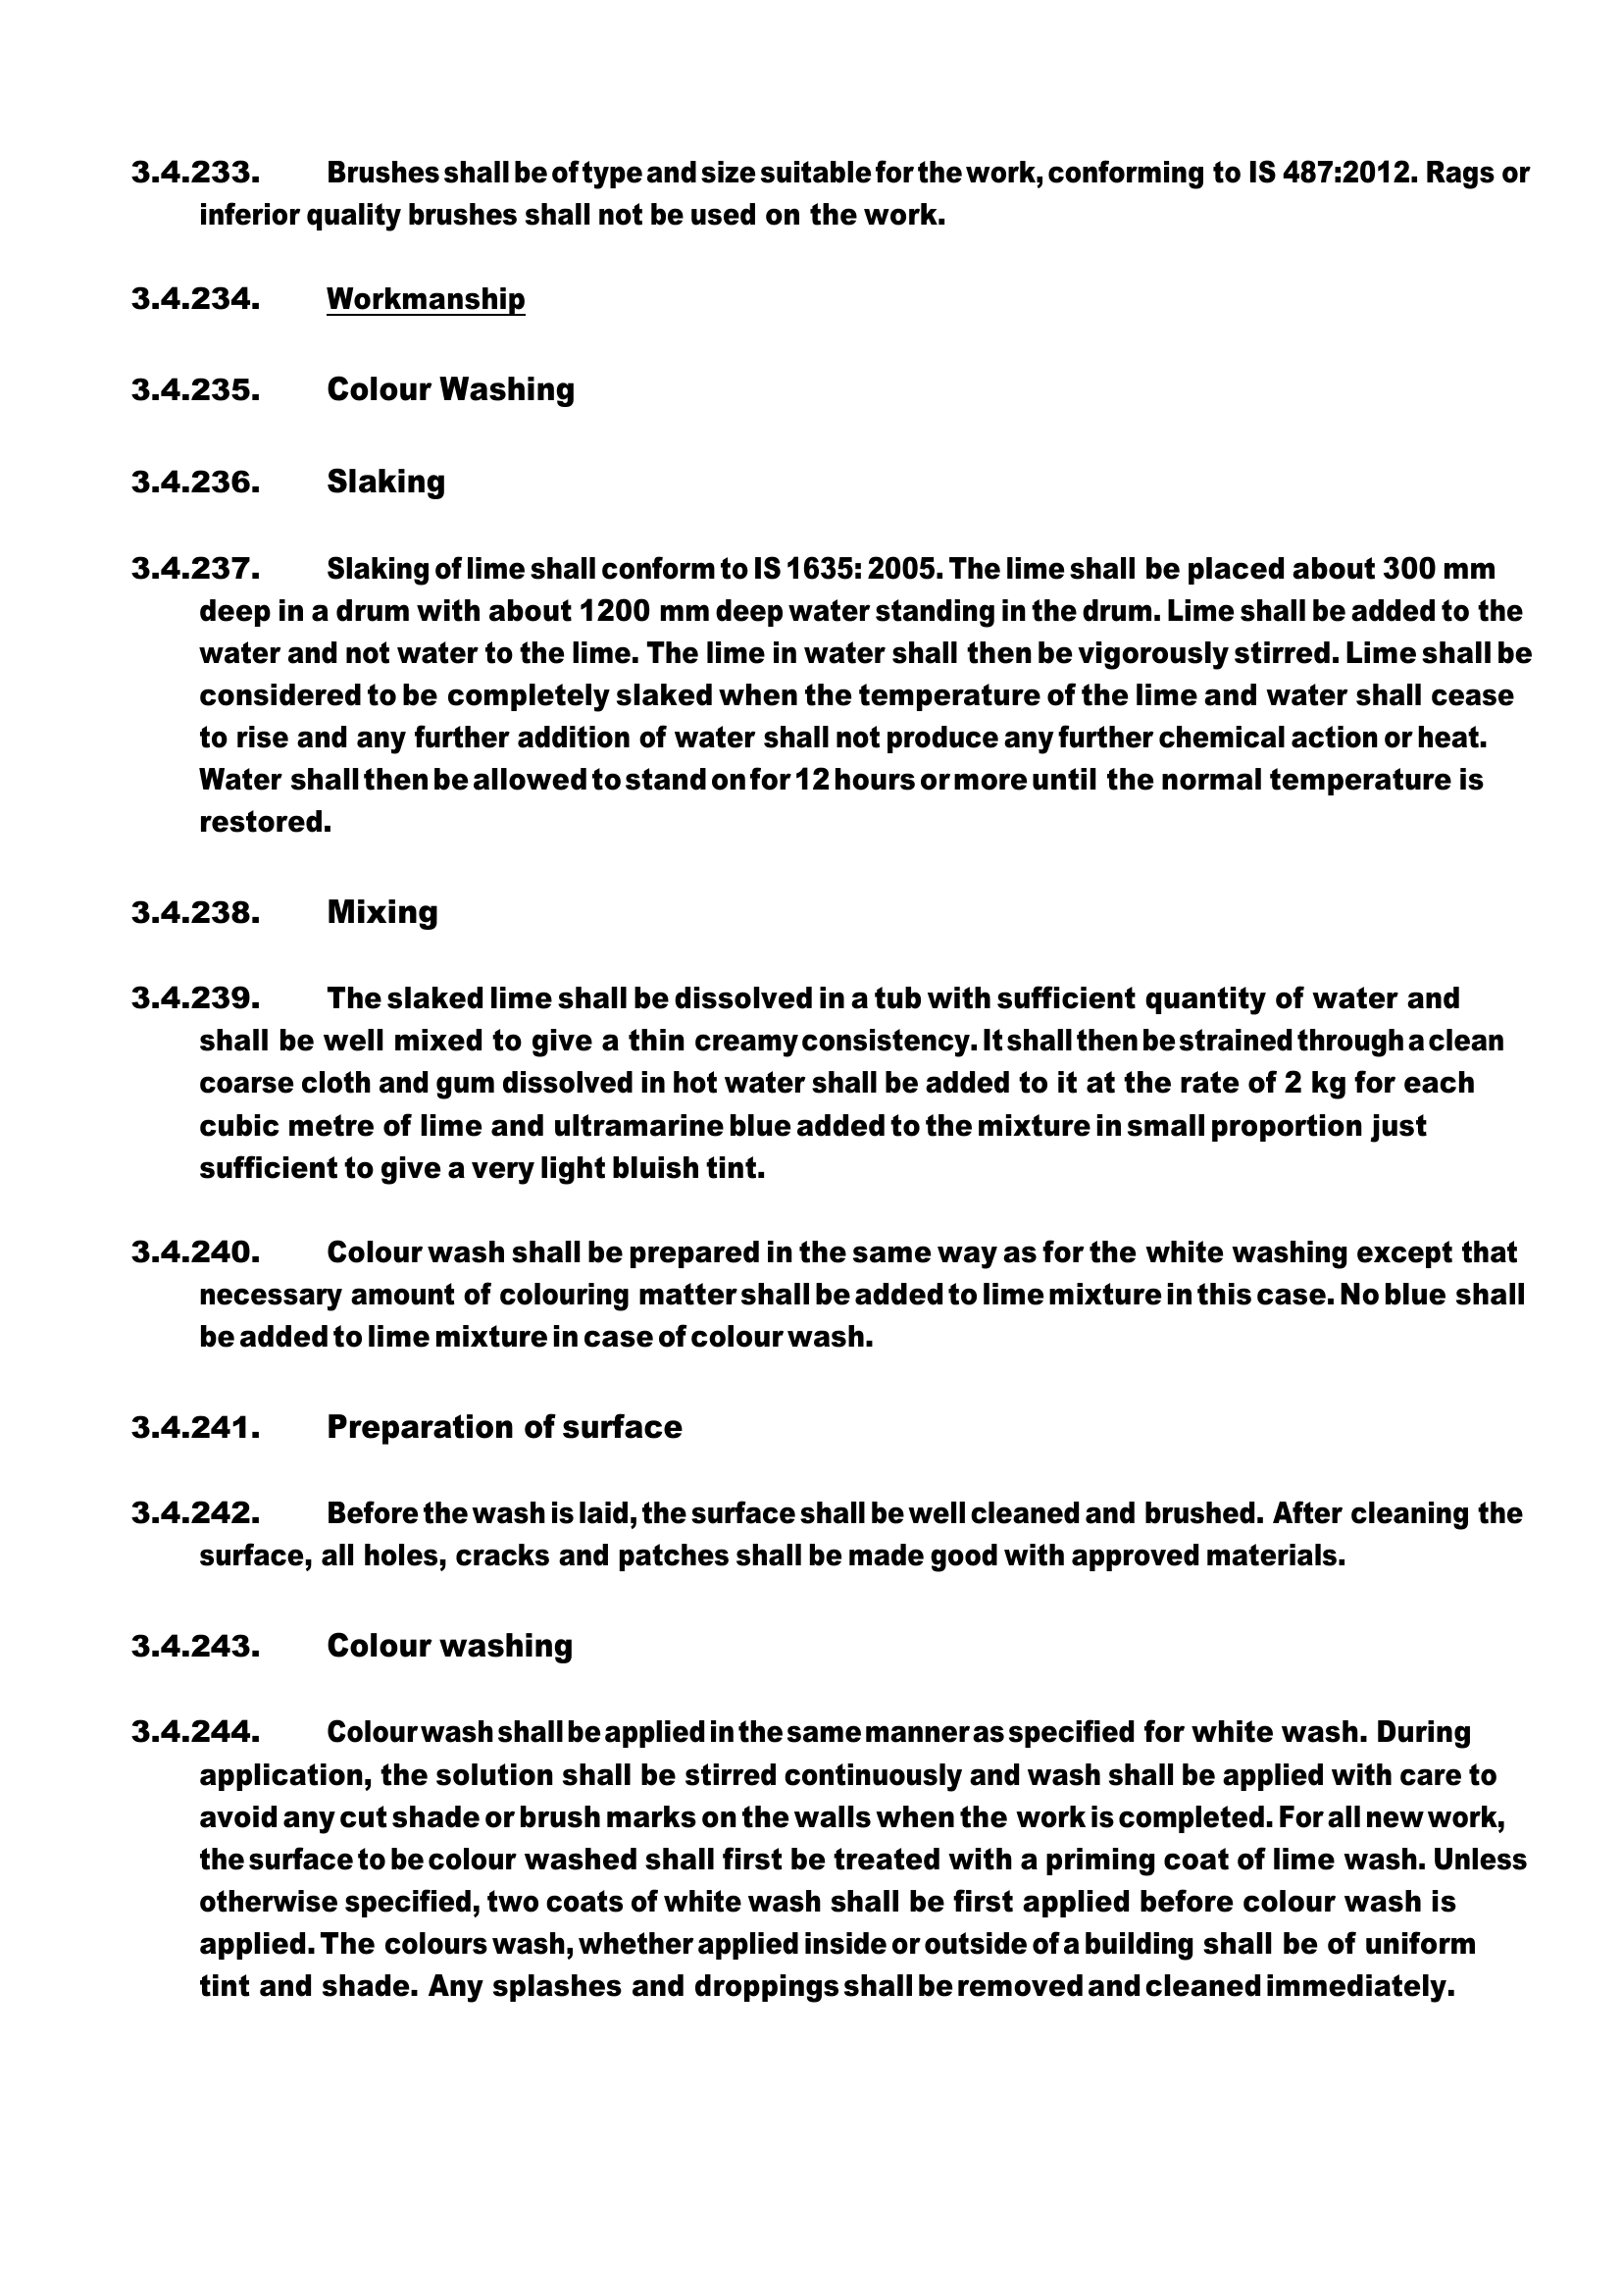 3.4.233. Brushes shall be of type and size suitable for the work, conforming to IS 487:2012. Rags or
inferior quality brushes shall not be used on the work.
3.4.234. Workmanship
3.4.235. Colour Washing
3.4.236. Slaking
3.4.237. Slaking of lime shall conform to IS 1635: 2005. The lime shall be placed about 300 mm
deep in a drum with about 1200 mm deep water standing in the drum. Lime shall be added to the
water and not water to the lime. The lime in water shall then be vigorously stirred. Lime shall be
considered to be completely slaked when the temperature of the lime and water shall cease
to rise and any further addition of water shall not produce any further chemical action or heat.
Water shall then be allowed to stand on for 12 hours or more until the normal temperature is
restored.
3.4.238. Mixing
3.4.239. The slaked lime shall be dissolved in a tub with sufficient quantity of water and
shall be well mixed to give a thin creamy consistency. It shall then be strained through a clean
coarse cloth and gum dissolved in hot water shall be added to it at the rate of 2 kg for each
cubic metre of lime and ultramarine blue added to the mixture in small proportion just
sufficient to give a very light bluish tint.
3.4.240. Colour wash shall be prepared in the same way as for the white washing except that
necessary amount of colouring matter shall be added to lime mixture in this case. No blue shall
be added to lime mixture in case of colour wash.
3.4.241. Preparation of surface
3.4.242. Before the wash is laid, the surface shall be well cleaned and brushed. After cleaning the
surface, all holes, cracks and patches shall be made good with approved materials.
3.4.243. Colour washing
3.4.244. Colour wash shall be applied in the same manner as specified for white wash. During
application, the solution shall be stirred continuously and wash shall be applied with care to
avoid any cut shade or brush marks on the walls when the work is completed. For all new work,
the surface to be colour washed shall first be treated with a priming coat of lime wash. Unless
otherwise specified, two coats of white wash shall be first applied before colour wash is
applied. The colours wash, whether applied inside or outside of a building shall be of uniform
tint and shade. Any splashes and droppings shall be removed and cleaned immediately.